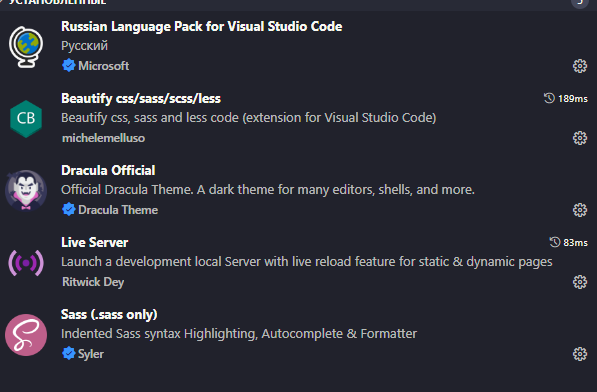 УСТАНОВЛЕННЫЕ 5
Russian Language Pack for Visual Studio Code
Русский
Microsoft
Beautify css/sass/scss/less 189ms
CB
Beautify css, sass and less code (extension for Visual Studio Code)
michelemelluso
Dracula Official
Official Dracula Theme. A dark theme for many editors, shells, and more.
Dracula Theme
Live Server 83ms
Launch a development local Server with live reload feature for static & dynamic pages
Ritwick Dey
Sass (.sass only)
Indented Sass syntax Highlighting, Autocomplete & Formatter
Syler